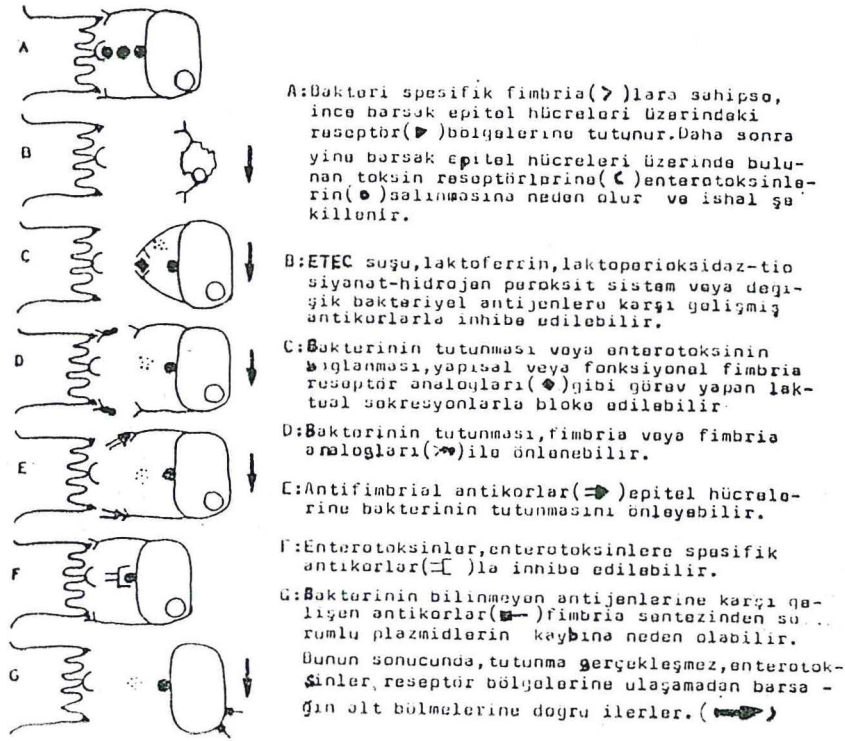 A
B
C
D
E
F
G
A:Bakteri spesifik fimbria( )lara sahipse,
ince barsak epitel hücreleri üzerindeki
reseptör( )bölgelerine tutunur.Daha sonra
yine barsak epitel hücreleri üzerinde bulu-
nan toksin reseptörlerine( )enterotoksinle-
rin( )salınmasına neden olur ve ishal şe
killenir.
B:ETEC suşu,laktoferrin,laktoperioksidaz-tio
siyanat-hidrojen peroksit sistem veya deği-
şik bakteriyel antijenlere karşı gelişmiş
antikorlarla inhibe edilebilir.
C:Bakterinin tutunması veya enterotoksinin
bağlanması,yapısal veya fonksiyonel fimbria
reseptör analogları( )gibi görev yapan lak-
teal sekresyonlarla bloke edilebilir
D:Bakterinin tutunması,fimbria veya fimbria
analogları( )ile önlenebilir.
E:Antifimbrial antikorlar( )epitel hücrele-
rine bakterinin tutunmasını önleyebilir.
F:Enterotoksinler,enterotoksinlere spesifik
antikorlar( )la inhibe edilebilir.
G:Bakterinin bilinmeyen antijenlerine karşı ge-
lişen antikorlar( )fimbria sentezinden so...
rumlu plazmidlerin kaybına neden olabilir.
Bunun sonucunda,tutunma gerçekleşmez,enterotok-
sinler,reseptör bölgelerine ulaşamadan barsa -
ğın alt bölmelerine doğru ilerler.( )